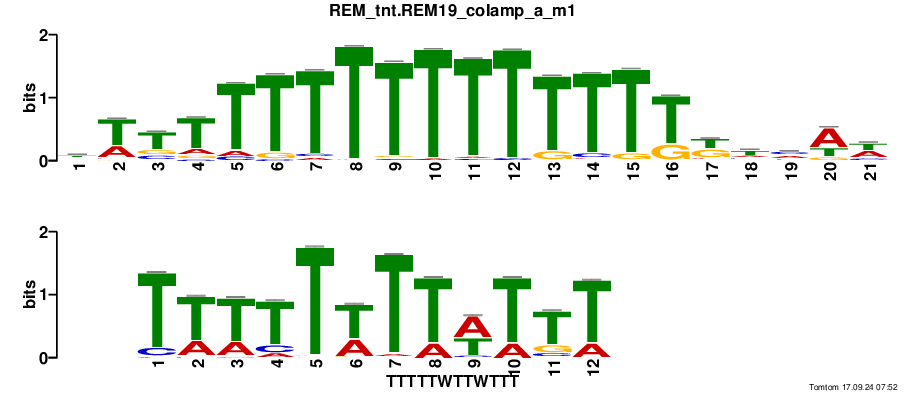 REM_tnt.REM19_colamp_a_m1
2
1
0
bits
1 2 3 4 5 6 7 8 9 10 11 12 13 14 15 16 17 18 19 20 21
2
1
0
bits
1 2 3 4 5 6 7 8 9 10 11 12
TTTTTWTTWTTT
Tomtom 17.09.24 07:52